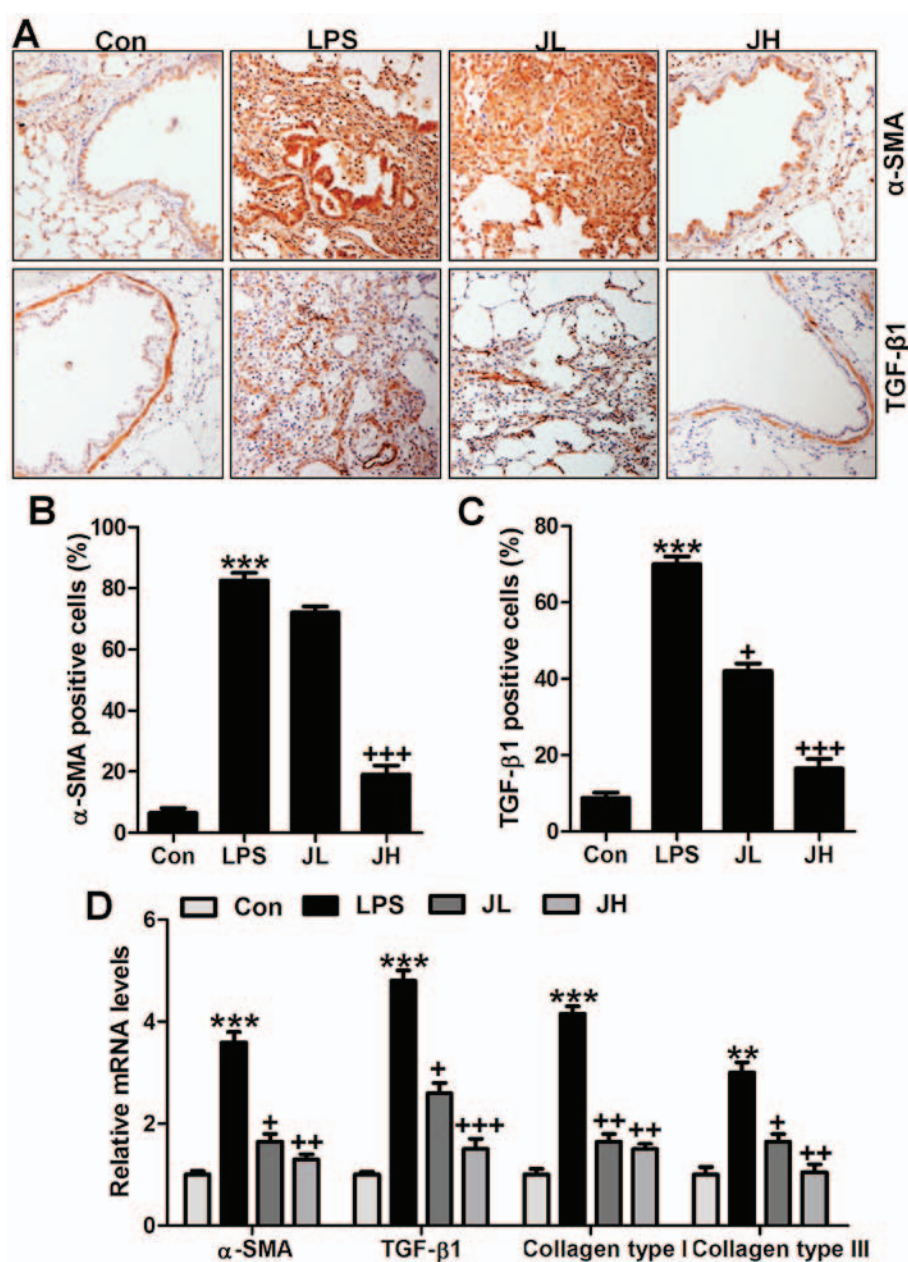 A
Con LPS JL JH
α-SMA
TGF-β1
B
α-SMA positive cells (%)
100
80
60
40
20
0
***
+++
Con LPS JL JH
C
TGF-β1 positive cells (%)
80
60
40
20
0
***
+
+++
Con LPS JL JH
D
Con LPS JL JH
Relative mRNA levels
6
4
2
0
*** + ++
*** + +++
*** ++ ++
** + ++
α-SMA TGF-β1 Collagen type I Collagen type III